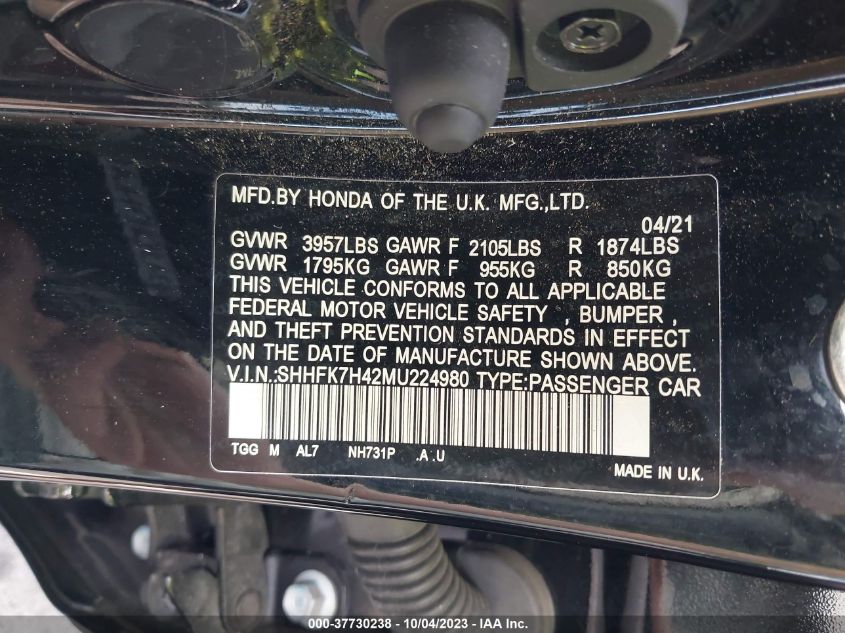 MFD.BY HONDA OF THE U.K. MFG.,LTD.
04/21
GVWR 3957LBS GAWR F 2105LBS R 1874LBS
GVWR 1795KG GAWR F 955KG R 850KG
THIS VEHICLE CONFORMS TO ALL APPLICABLE
FEDERAL MOTOR VEHICLE SAFETY , BUMPER ,
AND THEFT PREVENTION STANDARDS IN EFFECT
ON THE DATE OF MANUFACTURE SHOWN ABOVE.
V.I.N.:SHHFK7H42MU224980 TYPE:PASSENGER CAR
TGG M AL7 NH731P .A .U
MADE IN U.K.
000-37730238 - 10/04/2023 - IAA Inc.